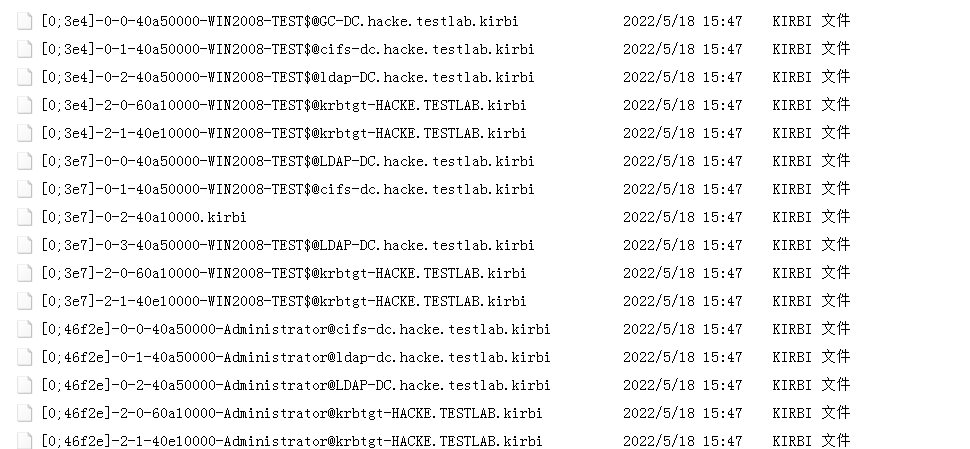 [0;3e4]-0-0-40a50000-WIN2008-TEST$@GC-DC.hacke.testlab.kirbi 2022/5/18 15:47 KIRBI 文件
[0;3e4]-0-1-40a50000-WIN2008-TEST$@cifs-dc.hacke.testlab.kirbi 2022/5/18 15:47 KIRBI 文件
[0;3e4]-0-2-40a50000-WIN2008-TEST$@ldap-DC.hacke.testlab.kirbi 2022/5/18 15:47 KIRBI 文件
[0;3e4]-2-0-60a10000-WIN2008-TEST$@krbtgt-HACKE.TESTLAB.kirbi 2022/5/18 15:47 KIRBI 文件
[0;3e4]-2-1-40e10000-WIN2008-TEST$@krbtgt-HACKE.TESTLAB.kirbi 2022/5/18 15:47 KIRBI 文件
[0;3e7]-0-0-40a50000-WIN2008-TEST$@LDAP-DC.hacke.testlab.kirbi 2022/5/18 15:47 KIRBI 文件
[0;3e7]-0-1-40a50000-WIN2008-TEST$@cifs-dc.hacke.testlab.kirbi 2022/5/18 15:47 KIRBI 文件
[0;3e7]-0-2-40a10000.kirbi 2022/5/18 15:47 KIRBI 文件
[0;3e7]-0-3-40a50000-WIN2008-TEST$@LDAP-DC.hacke.testlab.kirbi 2022/5/18 15:47 KIRBI 文件
[0;3e7]-2-0-60a10000-WIN2008-TEST$@krbtgt-HACKE.TESTLAB.kirbi 2022/5/18 15:47 KIRBI 文件
[0;3e7]-2-1-40e10000-WIN2008-TEST$@krbtgt-HACKE.TESTLAB.kirbi 2022/5/18 15:47 KIRBI 文件
[0;46f2e]-0-0-40a50000-Administrator@cifs-dc.hacke.testlab.kirbi 2022/5/18 15:47 KIRBI 文件
[0;46f2e]-0-1-40a50000-Administrator@ldap-dc.hacke.testlab.kirbi 2022/5/18 15:47 KIRBI 文件
[0;46f2e]-0-2-40a50000-Administrator@LDAP-DC.hacke.testlab.kirbi 2022/5/18 15:47 KIRBI 文件
[0;46f2e]-2-0-60a10000-Administrator@krbtgt-HACKE.TESTLAB.kirbi 2022/5/18 15:47 KIRBI 文件
[0;46f2e]-2-1-40e10000-Administrator@krbtgt-HACKE.TESTLAB.kirbi 2022/5/18 15:47 KIRBI 文件